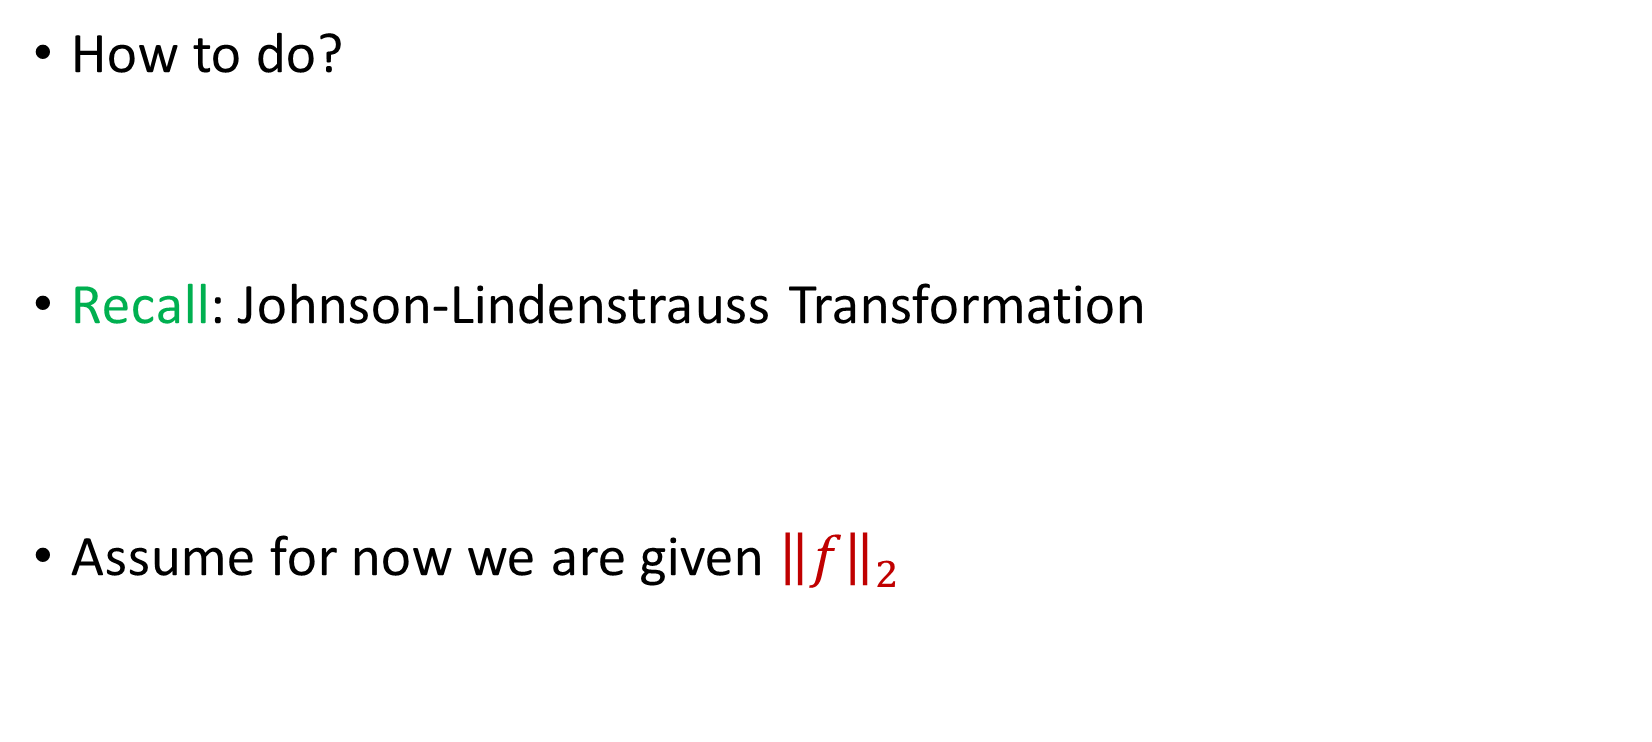 • How to do?
• Recall: Johnson-Lindenstrauss Transformation
• Assume for now we are given ‖f‖₂